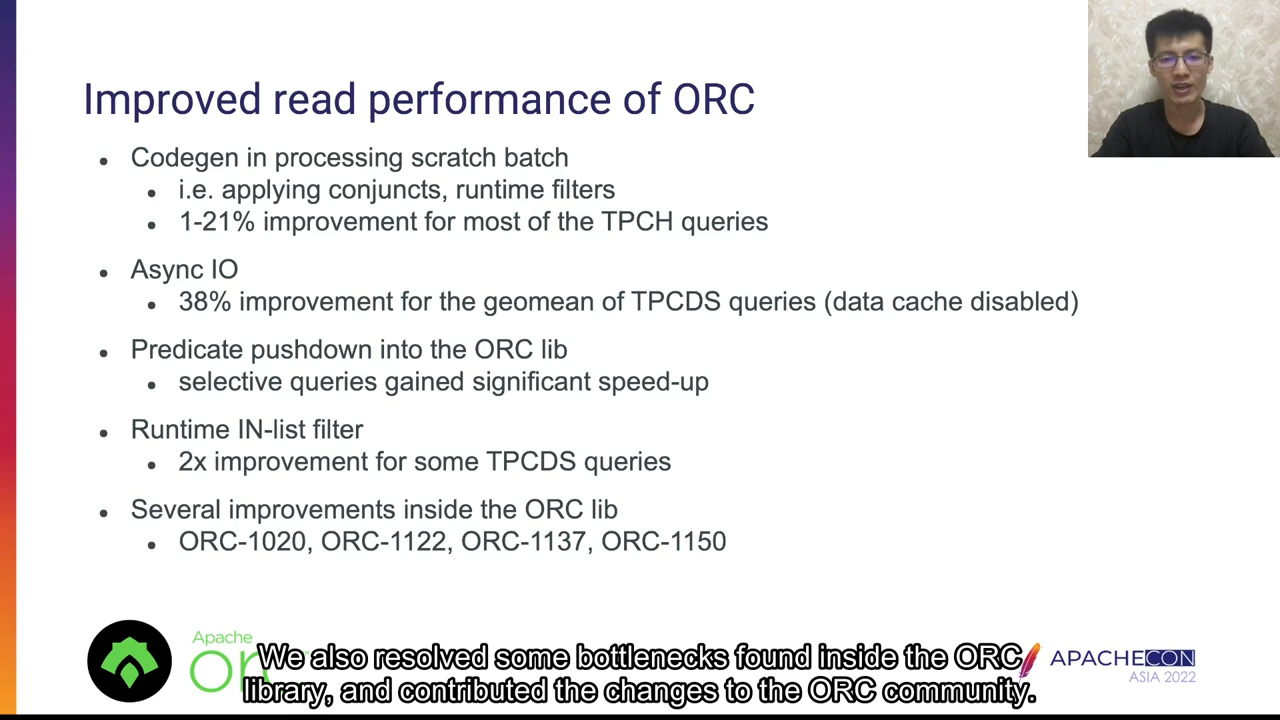 Improved read performance of ORC
• Codegen in processing scratch batch
• i.e. applying conjuncts, runtime filters
• 1-21% improvement for most of the TPCH queries
• Async IO
• 38% improvement for the geomean of TPCDS queries (data cache disabled)
• Predicate pushdown into the ORC lib
• selective queries gained significant speed-up
• Runtime IN-list filter
• 2x improvement for some TPCDS queries
• Several improvements inside the ORC lib
• ORC-1020, ORC-1122, ORC-1137, ORC-1150
Apache
We also resolved some bottlenecks found inside the ORC
library, and contributed the changes to the ORC community.
APACHECON
ASIA 2022